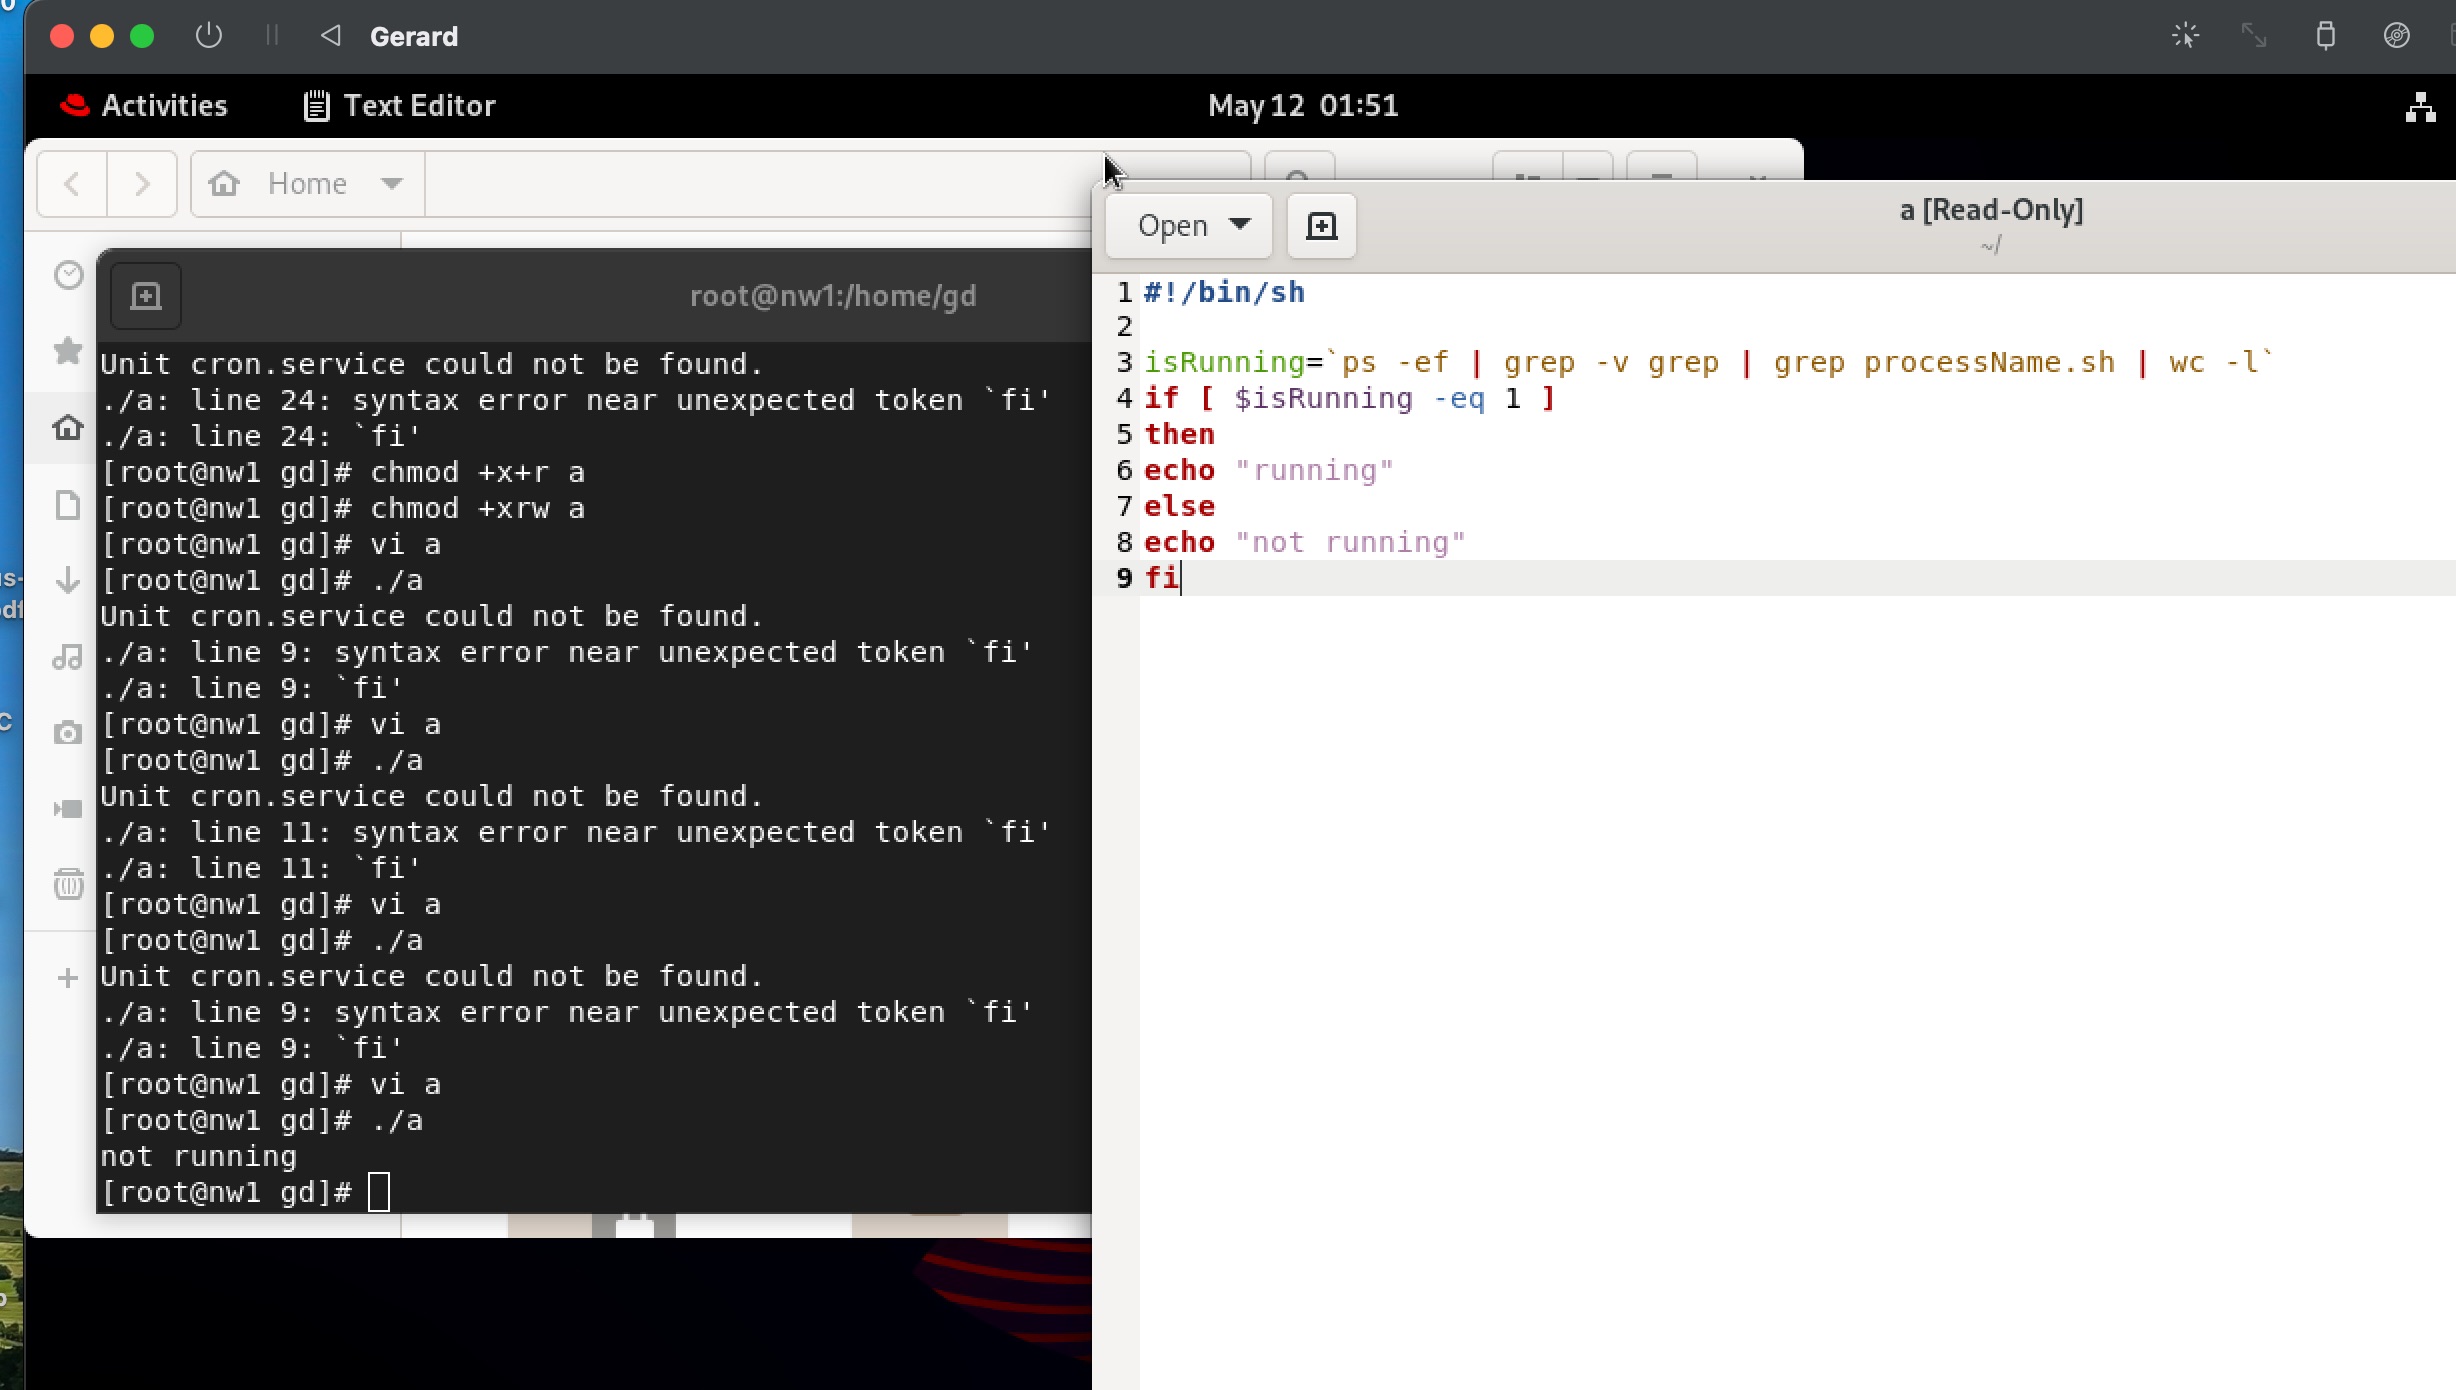 Gerard
Activities
Text Editor
May 12 01:51
Home
Open
a [Read-Only]
~/
root@nw1:/home/gd
Unit cron.service could not be found.
./a: line 24: syntax error near unexpected token `fi'
./a: line 24: `fi'
[root@nw1 gd]# chmod +x+r a
[root@nw1 gd]# chmod +xrw a
[root@nw1 gd]# vi a
[root@nw1 gd]# ./a
Unit cron.service could not be found.
./a: line 9: syntax error near unexpected token `fi'
./a: line 9: `fi'
[root@nw1 gd]# vi a
[root@nw1 gd]# ./a
Unit cron.service could not be found.
./a: line 11: syntax error near unexpected token `fi'
./a: line 11: `fi'
[root@nw1 gd]# vi a
[root@nw1 gd]# ./a
Unit cron.service could not be found.
./a: line 9: syntax error near unexpected token `fi'
./a: line 9: `fi'
[root@nw1 gd]# vi a
[root@nw1 gd]# ./a
not running
[root@nw1 gd]#
1 #!/bin/sh
2
3 isRunning=`ps -ef | grep -v grep | grep processName.sh | wc -l`
4 if [ $isRunning -eq 1 ]
5 then
6 echo "running"
7 else
8 echo "not running"
9 fi